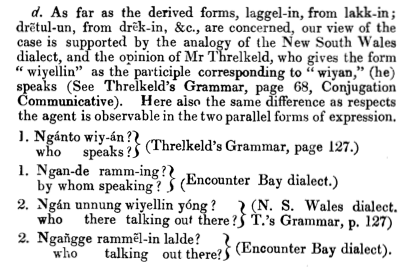 d. As far as the derived forms, laggel-in, from lakk-in;
drĕtul-un, from drĕk-in, &c., are concerned, our view of the
case is supported by the analogy of the New South Wales
dialect, and the opinion of Mr Threlkeld, who gives the form
“wiyellin” as the participle corresponding to “wiyan,” (he)
speaks (See Threlkeld's Grammar, page 68, Conjugation
Communicative). Here also the same difference as respects
the agent is observable in the two parallel forms of expression.
1. Ngánto wiy-án? } (Threlkeld's Grammar, page 127.)
who speaks?
1. Ngan-de ramm-ing? } (Encounter Bay dialect.)
by whom speaking?
2. Ngán unnung wiyellin yóng? } (N. S. Wales dialect.
who there talking out there? T.'s Grammar, p. 127)
2. Ngañgge rammĕl-in lalde? } (Encounter Bay dialect).
who talking out there?